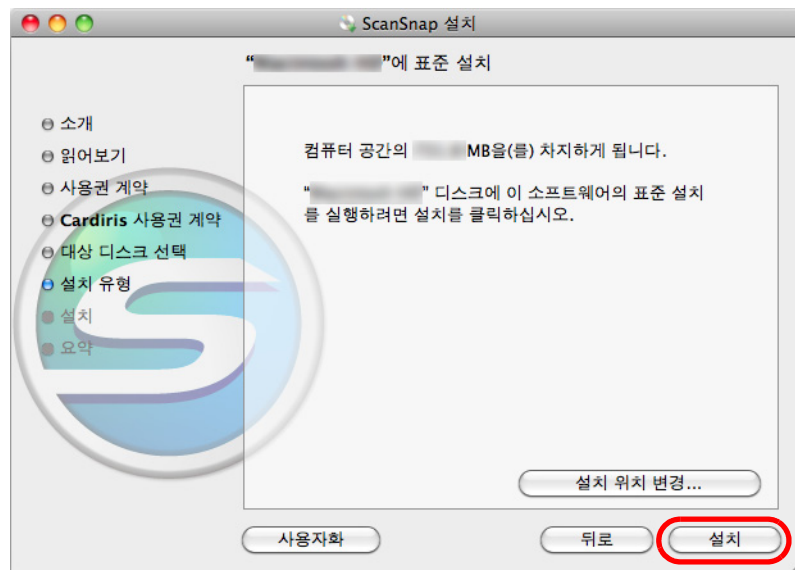 ScanSnap 설치
“ ”에 표준 설치
소개
읽어보기
사용권 계약
Cardiris 사용권 계약
대상 디스크 선택
설치 유형
설치
요약
컴퓨터 공간의 MB을(를) 차지하게 됩니다.
“ ” 디스크에 이 소프트웨어의 표준 설치
를 실행하려면 설치를 클릭하십시오.
설치 위치 변경...
사용자화
뒤로
설치